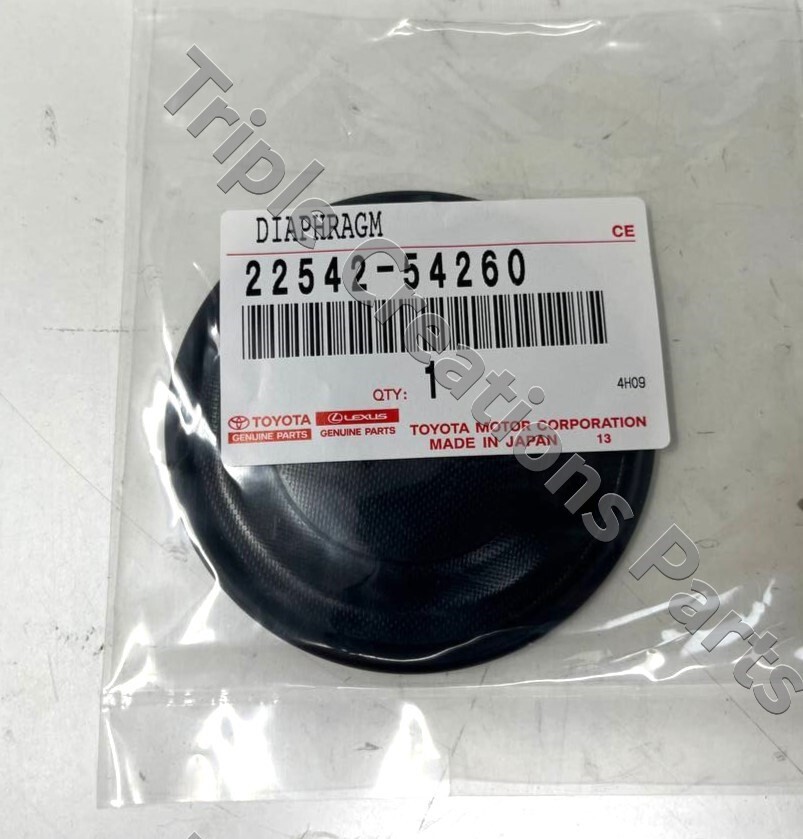 DIAPHRAGM
CE
22542-54260
QTY: 1
4H09
TOYOTA
GENUINE PARTS
LEXUS
GENUINE PARTS
TOYOTA MOTOR CORPORATION
MADE IN JAPAN 13
Triple Creations Parts